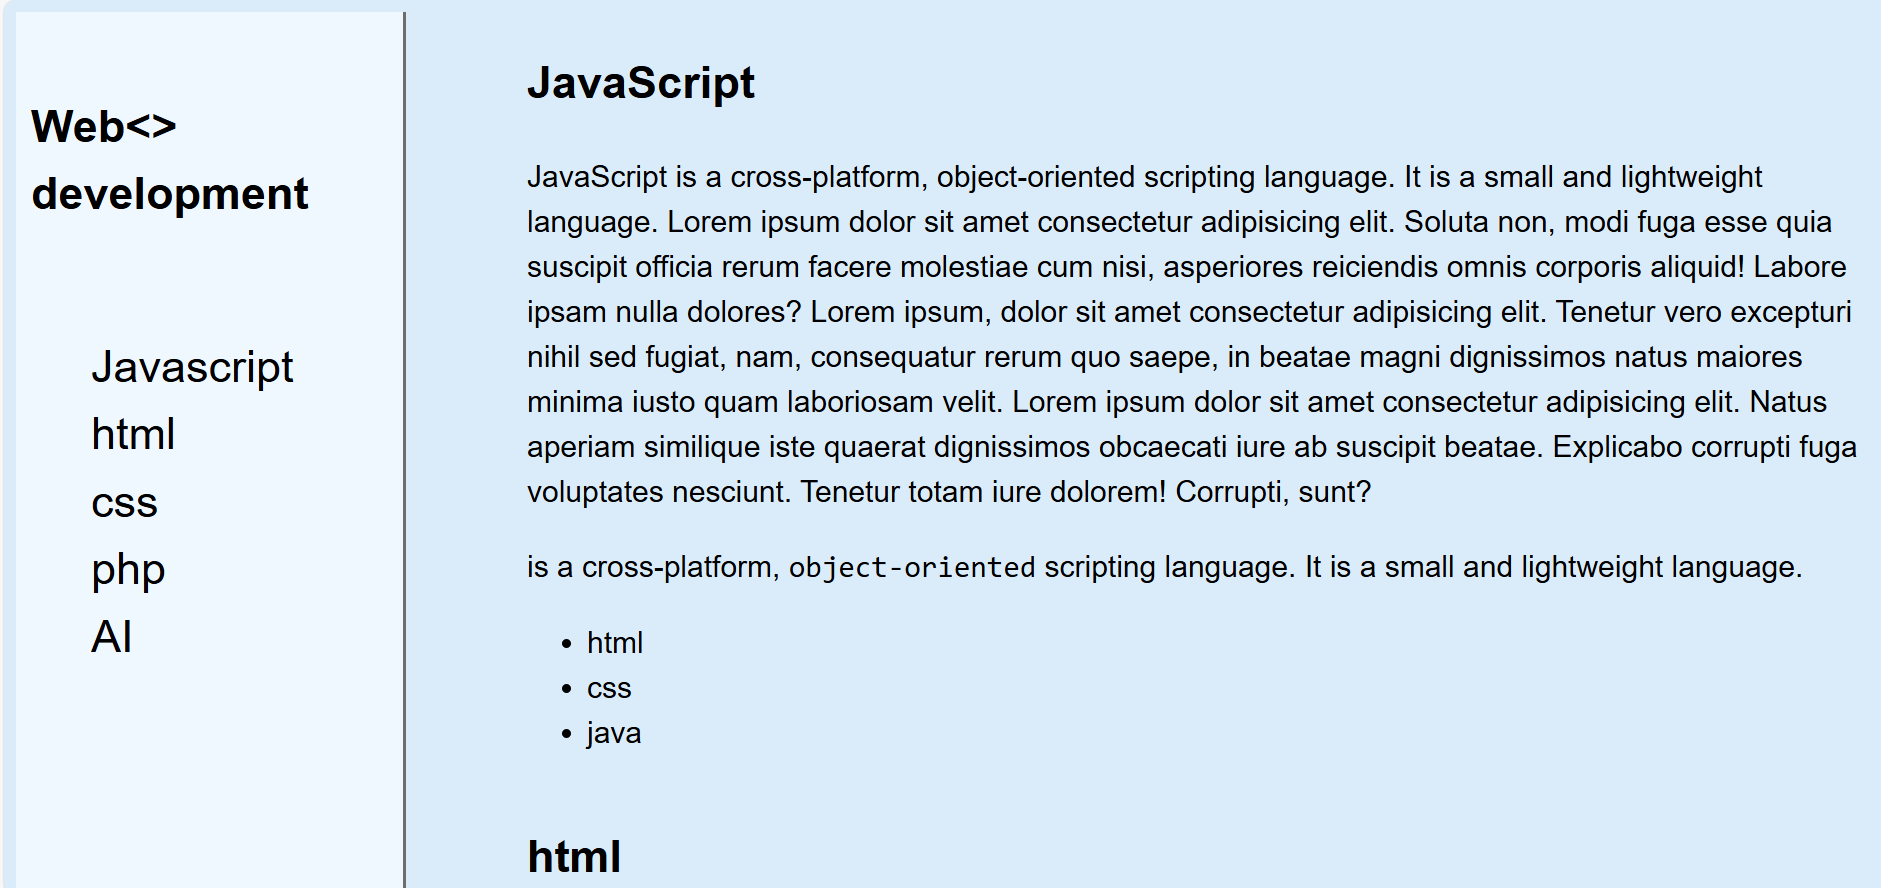 Web<>
development
Javascript
html
css
php
AI
JavaScript
JavaScript is a cross-platform, object-oriented scripting language. It is a small and lightweight
language. Lorem ipsum dolor sit amet consectetur adipisicing elit. Soluta non, modi fuga esse quia
suscipit officia rerum facere molestiae cum nisi, asperiores reiciendis omnis corporis aliquid! Labore
ipsam nulla dolores? Lorem ipsum, dolor sit amet consectetur adipisicing elit. Tenetur vero excepturi
nihil sed fugiat, nam, consequatur rerum quo saepe, in beatae magni dignissimos natus maiores
minima iusto quam laboriosam velit. Lorem ipsum dolor sit amet consectetur adipisicing elit. Natus
aperiam similique iste quaerat dignissimos obcaecati iure ab suscipit beatae. Explicabo corrupti fuga
voluptates nesciunt. Tenetur totam iure dolorem! Corrupti, sunt?
is a cross-platform, object-oriented scripting language. It is a small and lightweight language.
• html
• css
• java
html